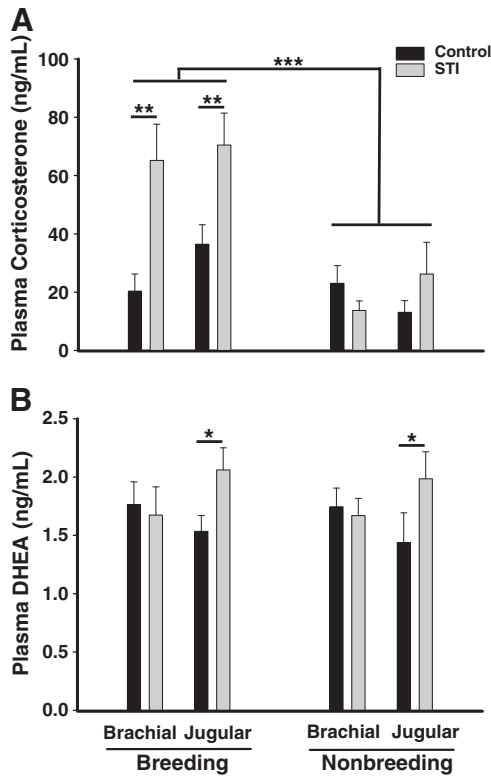 A
Plasma Corticosterone (ng/mL)
100
80
60
40
20
0
Control
STI
***
**
**
B
Plasma DHEA (ng/mL)
2.5
2.0
1.5
1.0
0.5
0.0
*
*
Brachial Jugular Brachial Jugular
Breeding Nonbreeding